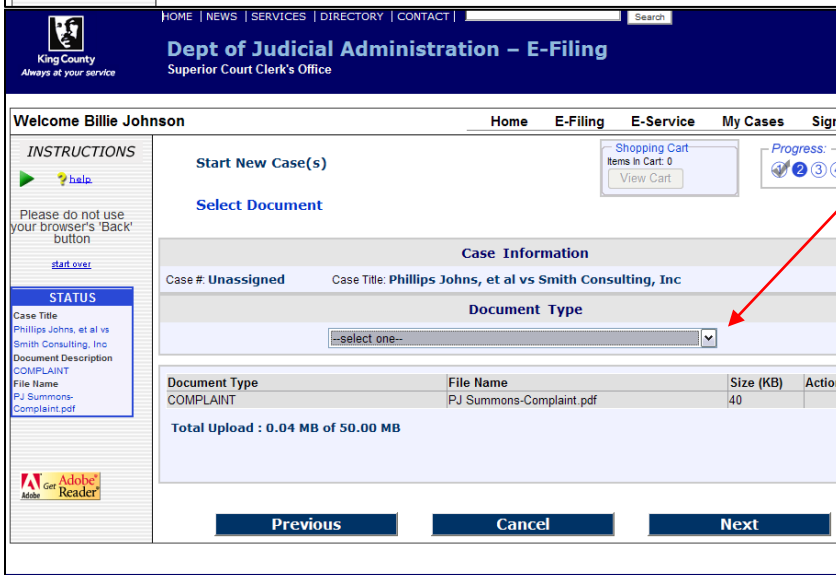 HOME | NEWS | SERVICES | DIRECTORY | CONTACT |
Search
King County
Always at your service
Dept of Judicial Administration – E-Filing
Superior Court Clerk's Office
Welcome Billie Johnson
Home E-Filing E-Service My Cases Sign
INSTRUCTIONS
? help
Please do not use
your browser's 'Back'
button
start over
Start New Case(s)
Select Document
Shopping Cart
Items In Cart: 0
View Cart
Progress:
2 3 4
STATUS
Case Title
Phillips Johns, et al vs
Smith Consulting, Inc
Document Description
COMPLAINT
File Name
PJ Summons-
Complaint.pdf
Case Information
Case #: Unassigned Case Title: Phillips Johns, et al vs Smith Consulting, Inc
Document Type
--select one--
Document Type File Name Size (KB) Action
COMPLAINT PJ Summons-Complaint.pdf 40
Total Upload : 0.04 MB of 50.00 MB
Adobe
Get Adobe®
Reader®
Previous Cancel Next